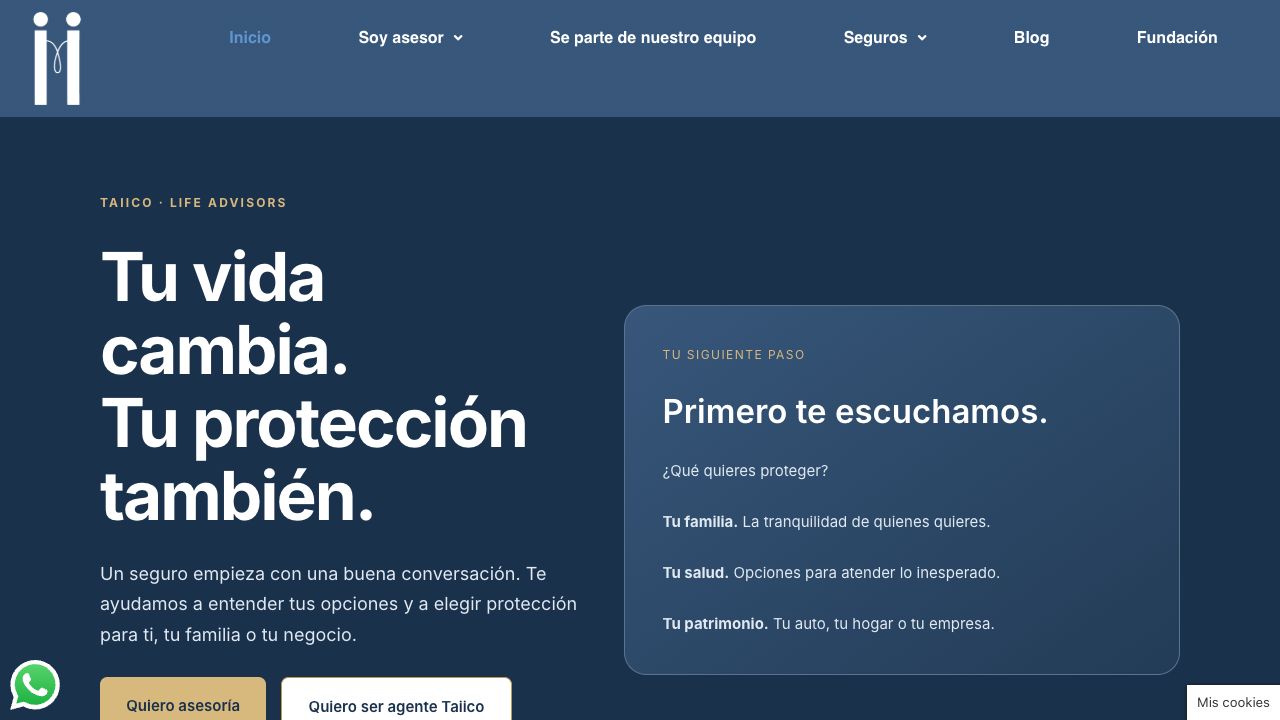 Inicio
Soy asesor
Se parte de nuestro equipo
Seguros
Blog
Fundación
TAIICO · LIFE ADVISORS
Tu vida
cambia.
Tu protección
también.
Un seguro empieza con una buena conversación. Te
ayudamos a entender tus opciones y a elegir protección
para ti, tu familia o tu negocio.
Quiero asesoría
Quiero ser agente Taiico
TU SIGUIENTE PASO
Primero te escuchamos.
¿Qué quieres proteger?
Tu familia. La tranquilidad de quienes quieres.
Tu salud. Opciones para atender lo inesperado.
Tu patrimonio. Tu auto, tu hogar o tu empresa.
Mis cookies